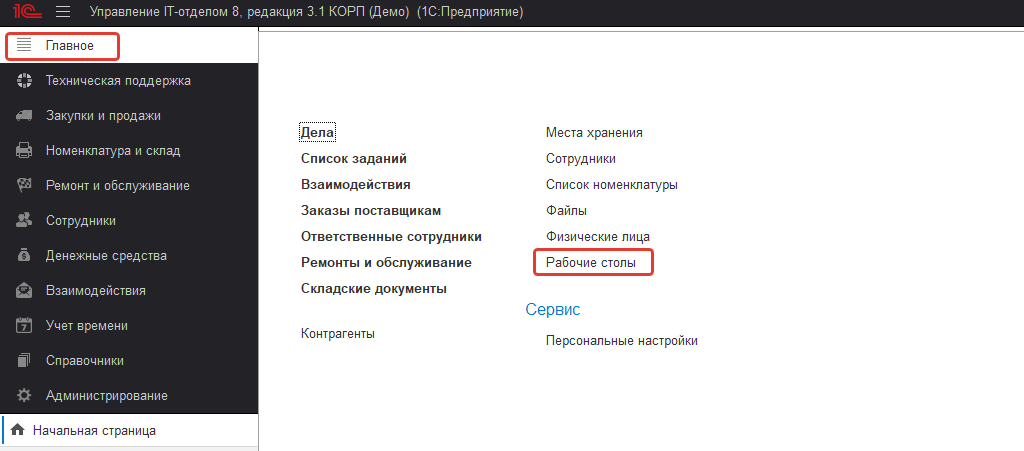 1С Управление IT-отделом 8, редакция 3.1 КОРП (Демо) (1С:Предприятие)
Главное
Техническая поддержка
Закупки и продажи
Номенклатура и склад
Ремонт и обслуживание
Сотрудники
Денежные средства
Взаимодействия
Учет времени
Справочники
Администрирование
Начальная страница
Дела
Список заданий
Взаимодействия
Заказы поставщикам
Ответственные сотрудники
Ремонты и обслуживание
Складские документы
Контрагенты
Места хранения
Сотрудники
Список номенклатуры
Файлы
Физические лица
Рабочие столы
Сервис
Персональные настройки